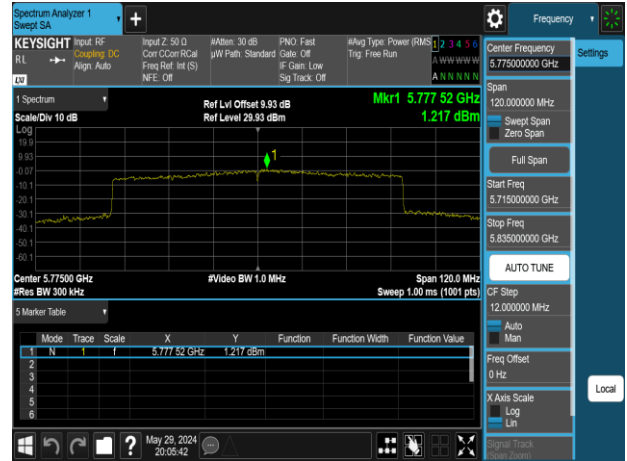 Spectrum Analyzer 1
Swept SA
+
Frequency
KEYSIGHT
RL
LXI
Input: RF
Coupling: DC
Align: Auto
Input Z: 50 Ω
Corr CCorr RCal
Freq Ref: Int (S)
NFE: Off
#Atten: 30 dB
µW Path: Standard
PNO: Fast
Gate: Off
IF Gain: Low
Sig Track: Off
#Avg Type: Power (RMS
Trig: Free Run
1 2 3 4 5 6
A W W W W W
A N N N N N
1 Spectrum
Scale/Div 10 dB
Ref Lvl Offset 9.93 dB
Ref Level 29.93 dBm
Mkr1 5.777 52 GHz
1.217 dBm
Log
19.9
9.93
-0.07
-10.1
-20.1
-30.1
-40.1
-50.1
-60.1
1
Center 5.77500 GHz
#Res BW 300 kHz
#Video BW 1.0 MHz
Span 120.0 MHz
Sweep 1.00 ms (1001 pts)
5 Marker Table
Mode Trace Scale X Y Function Function Width Function Value
1 N 1 f 5.777 52 GHz 1.217 dBm
2
3
4
5
6
May 29, 2024
20:05:42
Settings
Center Frequency
5.775000000 GHz
Span
120.000000 MHz
Swept Span
Zero Span
Full Span
Start Freq
5.715000000 GHz
Stop Freq
5.835000000 GHz
AUTO TUNE
CF Step
12.000000 MHz
Auto
Man
Freq Offset
0 Hz
X Axis Scale
Log
Lin
Signal Track
(Span Zoom)
Local